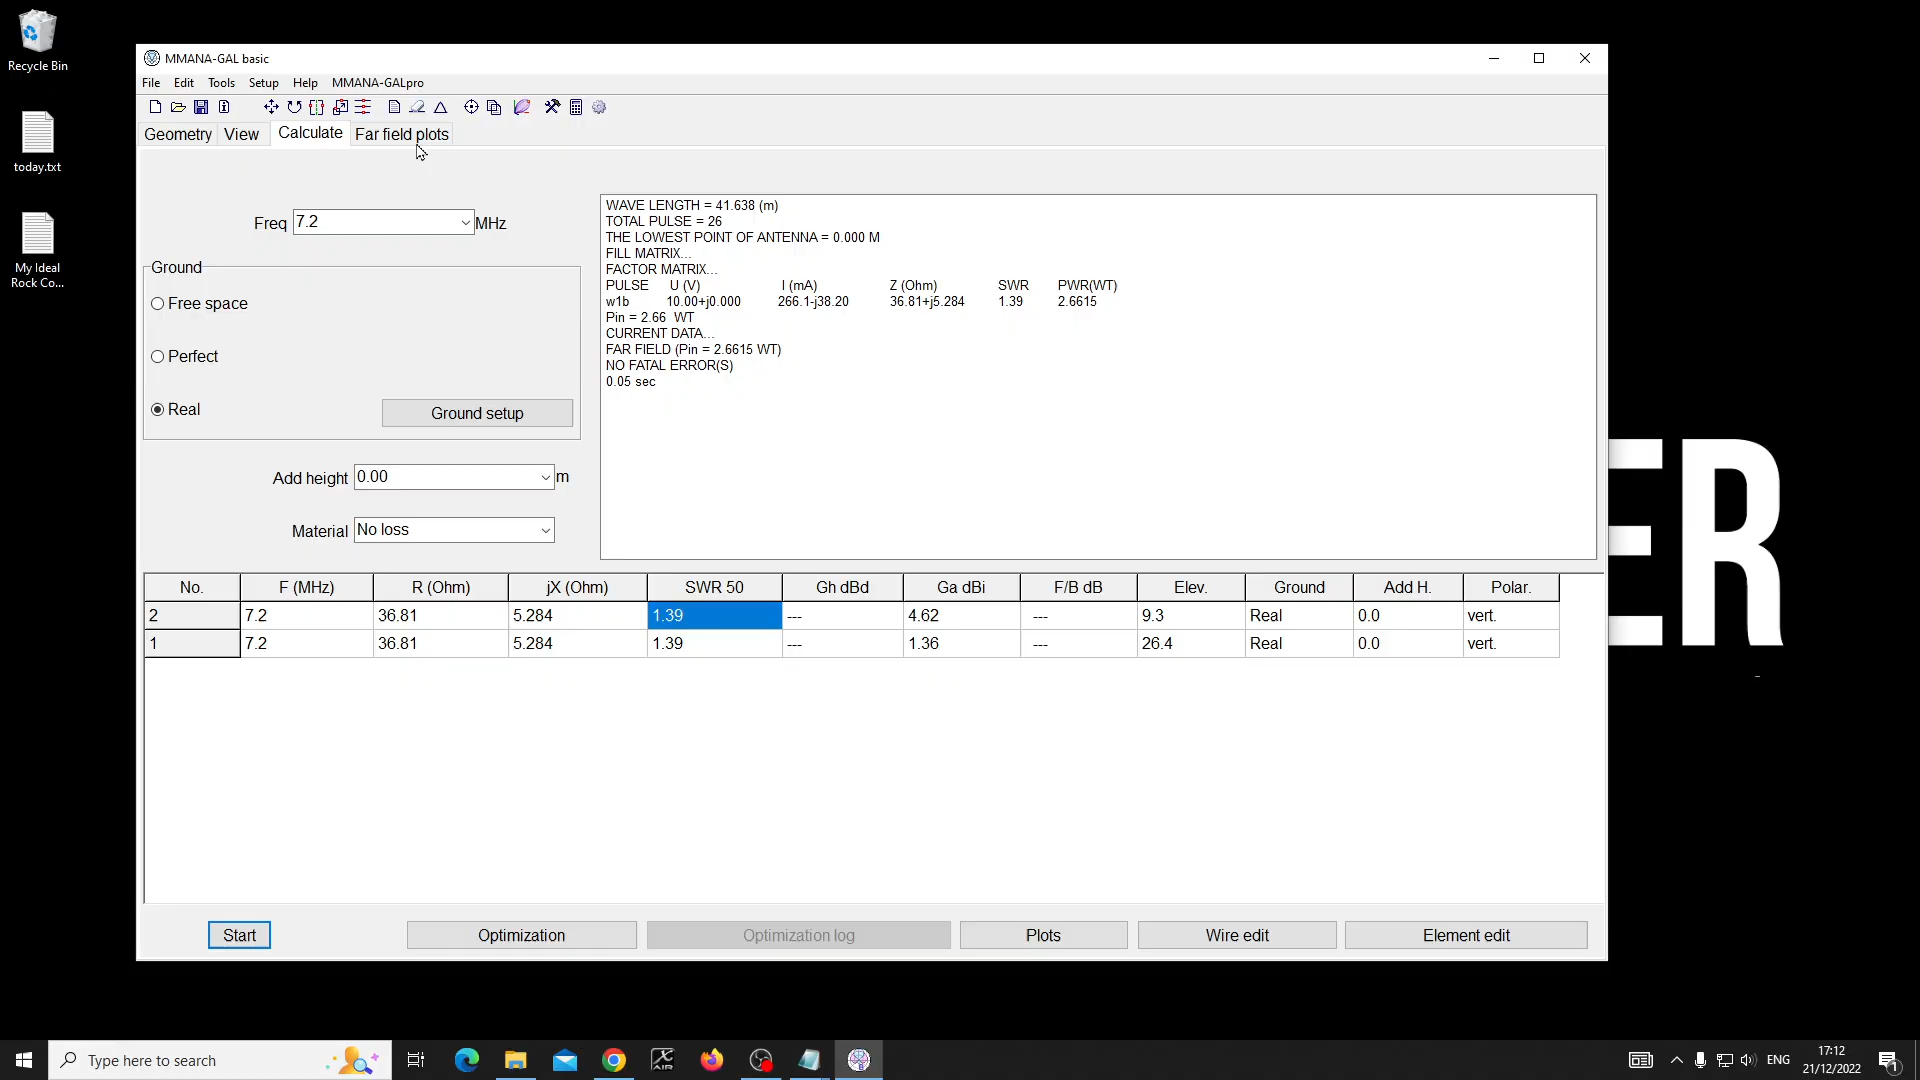 Recycle Bin
today.txt
My Ideal
Rock Co...
MMANA-GAL basic
File Edit Tools Setup Help MMANA-GALpro
Geometry View Calculate Far field plots
Freq 7.2 MHz
Ground
Free space
Perfect
Real Ground setup
Add height 0.00 m
Material No loss
WAVE LENGTH = 41.638 (m)
TOTAL PULSE = 26
THE LOWEST POINT OF ANTENNA = 0.000 M
FILL MATRIX...
FACTOR MATRIX...
PULSE U (V) I (mA) Z (Ohm) SWR PWR(WT)
w1b 10.00+j0.000 266.1-j38.20 36.81+j5.284 1.39 2.6615
Pin = 2.66 WT
CURRENT DATA...
FAR FIELD (Pin = 2.6615 WT)
NO FATAL ERROR(S)
0.05 sec
No. F (MHz) R (Ohm) jX (Ohm) SWR 50 Gh dBd Ga dBi F/B dB Elev. Ground Add H. Polar.
2 7.2 36.81 5.284 1.39 --- 4.62 --- 9.3 Real 0.0 vert.
1 7.2 36.81 5.284 1.39 --- 1.36 --- 26.4 Real 0.0 vert.
Start Optimization Optimization log Plots Wire edit Element edit
ER
Type here to search
AIR
ENG
17:12
21/12/2022
1